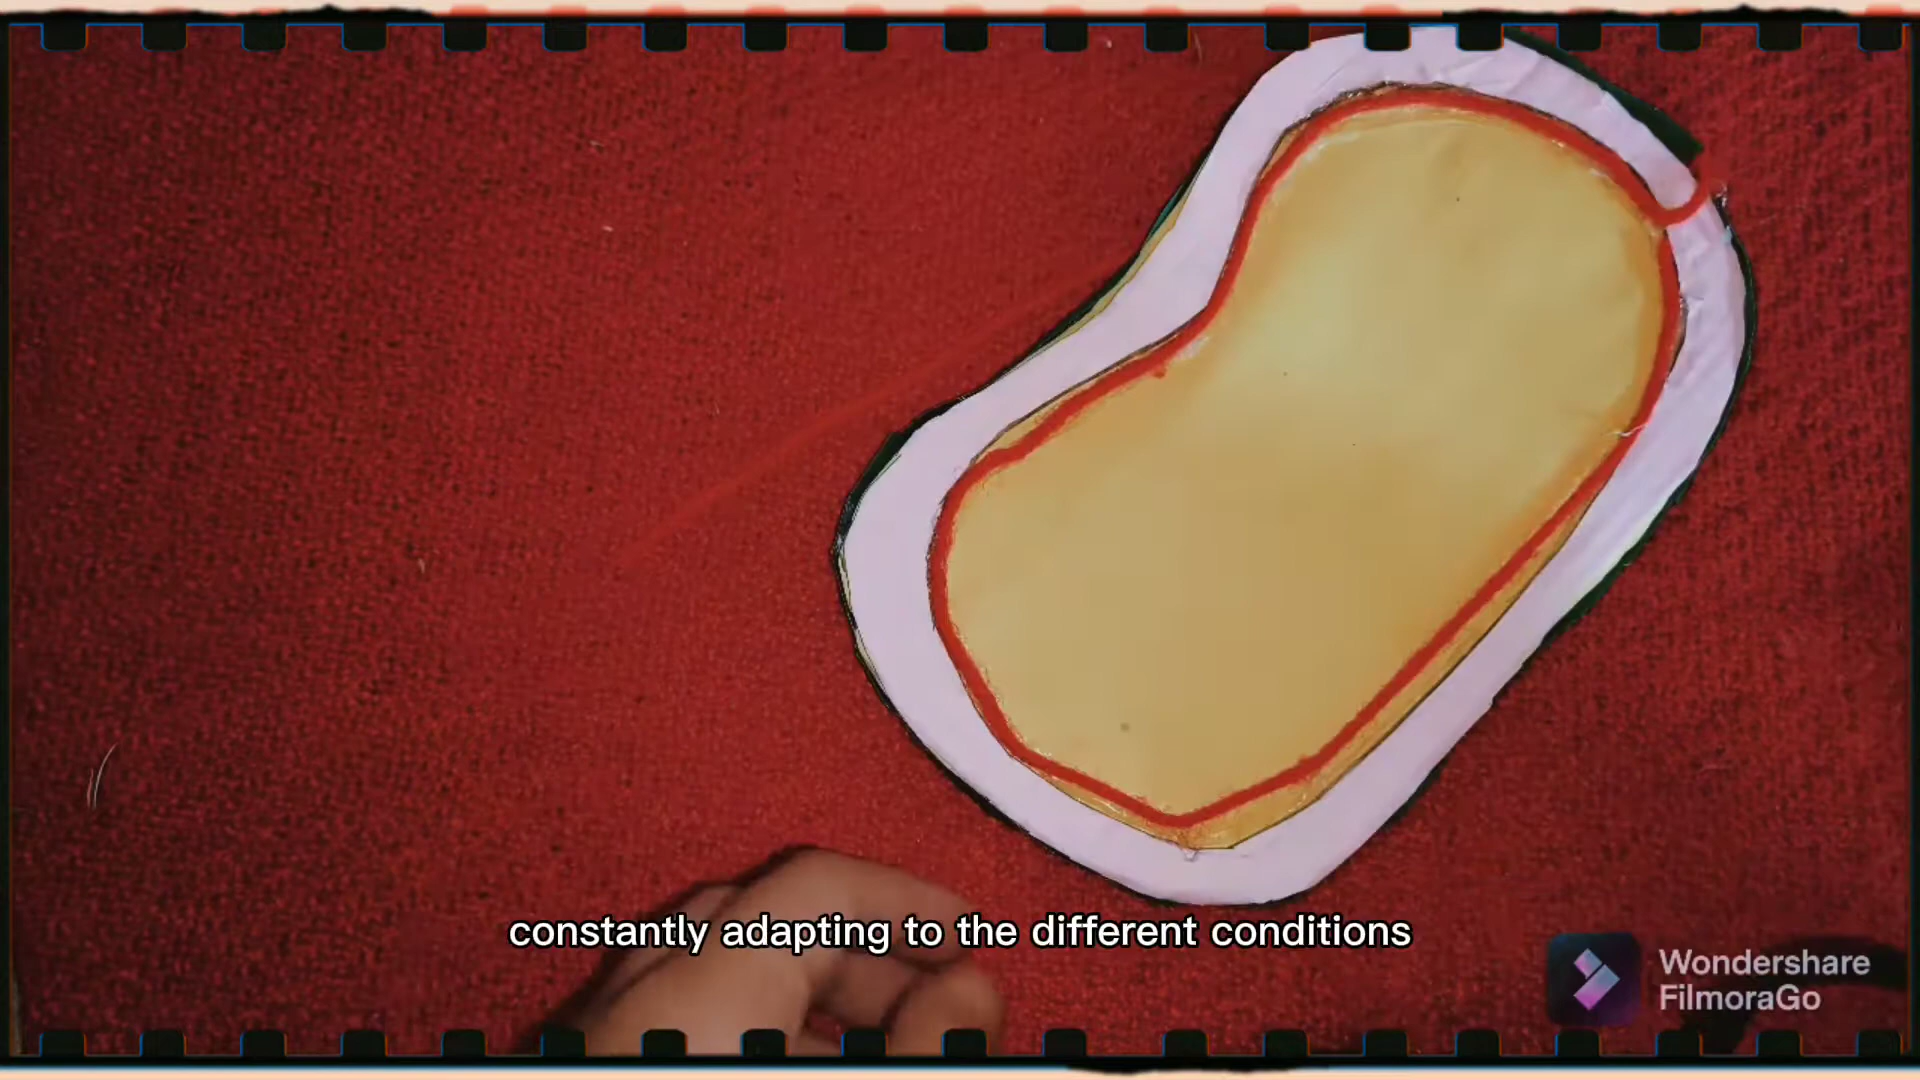 constantly adapting to the different conditions
Wondershare
FilmoraGo